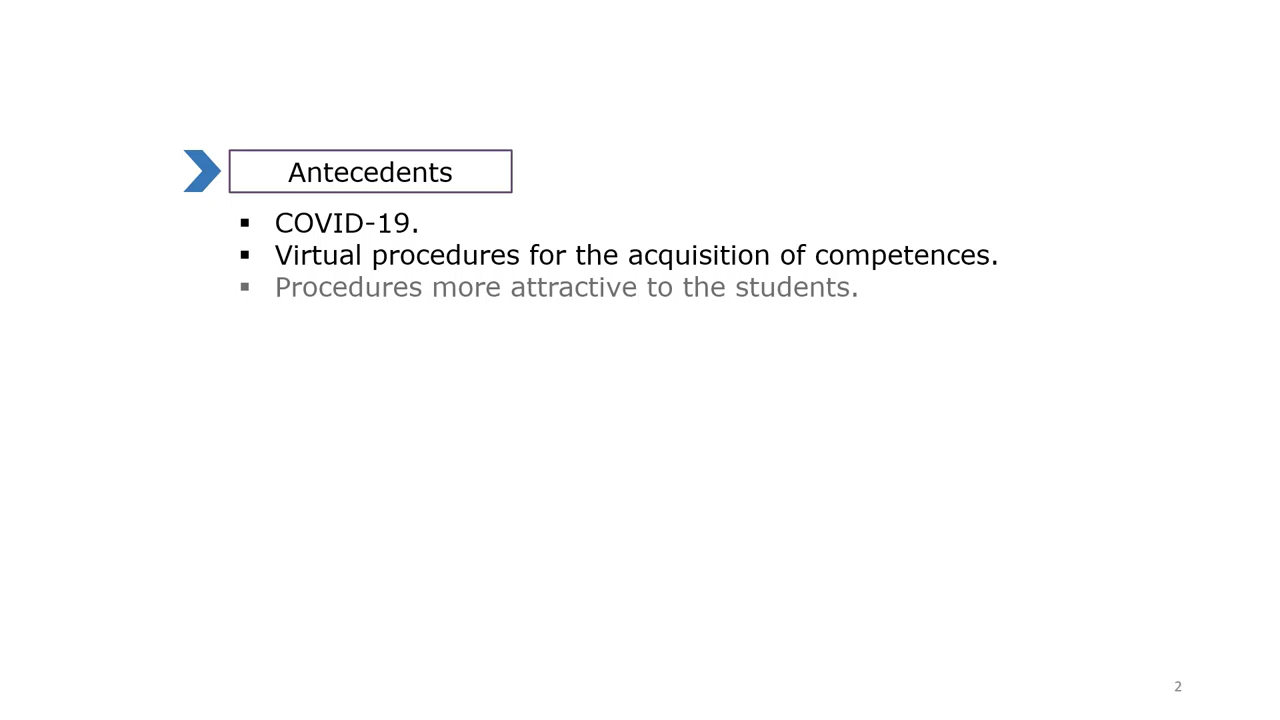 Antecedents
▪ COVID-19.
▪ Virtual procedures for the acquisition of competences.
▪ Procedures more attractive to the students.
2